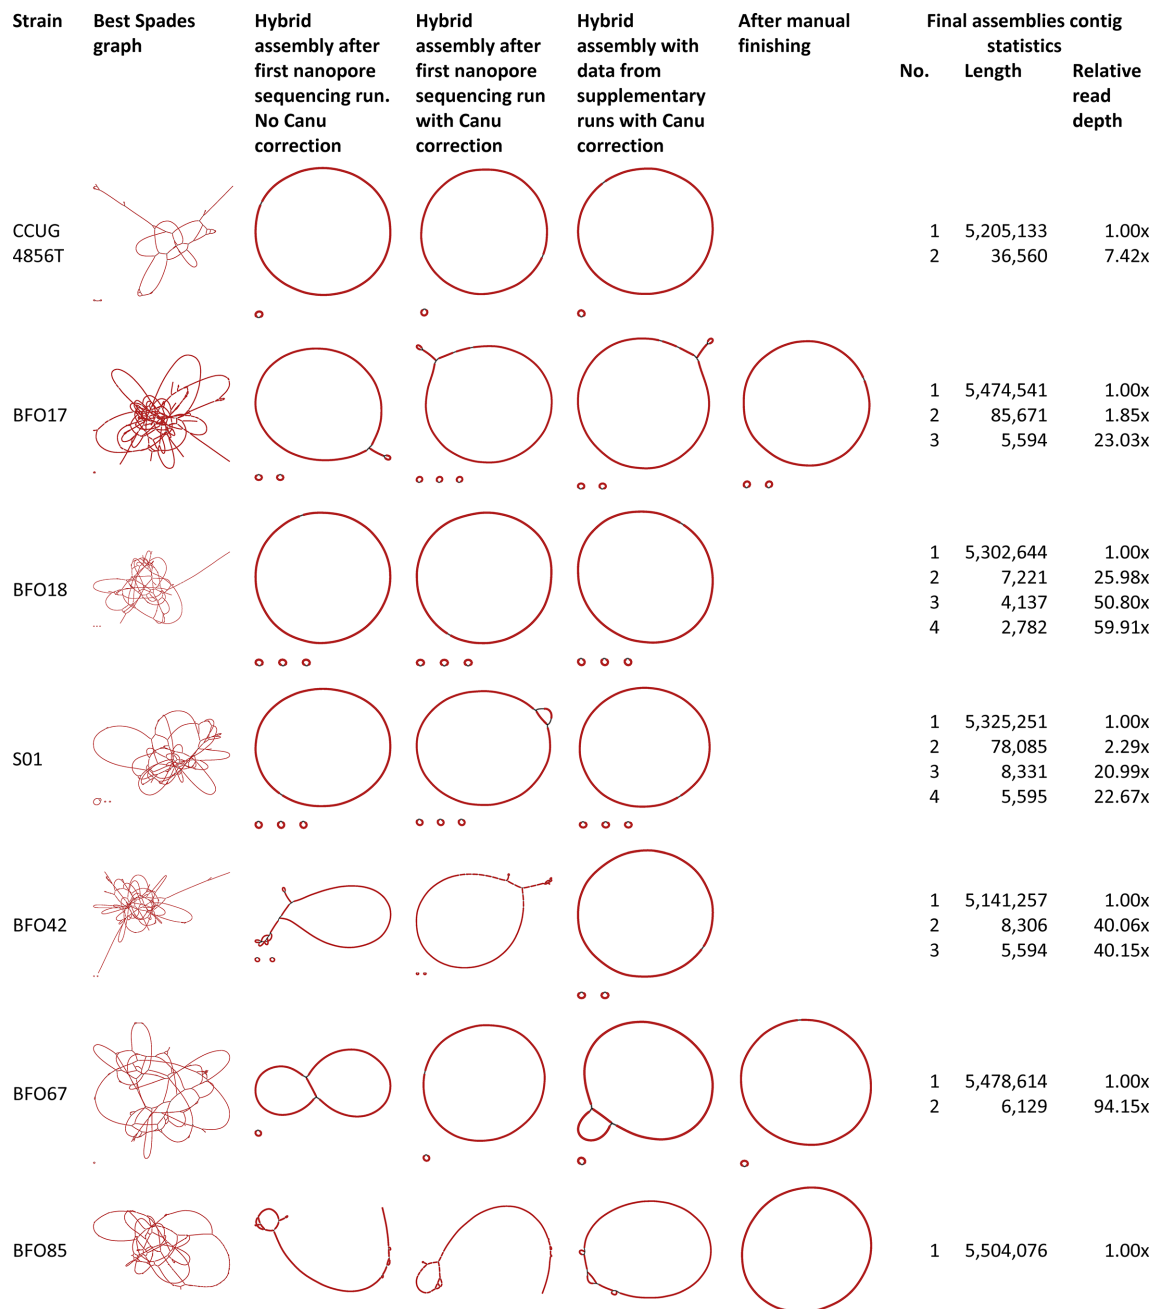 Strain
Best Spades
graph
Hybrid
assembly after
first nanopore
sequencing run.
No Canu
correction
Hybrid
assembly after
first nanopore
sequencing run
with Canu
correction
Hybrid
assembly with
data from
supplementary
runs with Canu
correction
After manual
finishing
Final assemblies contig
statistics
No. Length Relative
read
depth
CCUG
4856T
1 5,205,133 1.00x
2 36,560 7.42x
BFO17
1 5,474,541 1.00x
2 85,671 1.85x
3 5,594 23.03x
BFO18
1 5,302,644 1.00x
2 7,221 25.98x
3 4,137 50.80x
4 2,782 59.91x
S01
1 5,325,251 1.00x
2 78,085 2.29x
3 8,331 20.99x
4 5,595 22.67x
BFO42
1 5,141,257 1.00x
2 8,306 40.06x
3 5,594 40.15x
BFO67
1 5,478,614 1.00x
2 6,129 94.15x
BFO85
1 5,504,076 1.00x